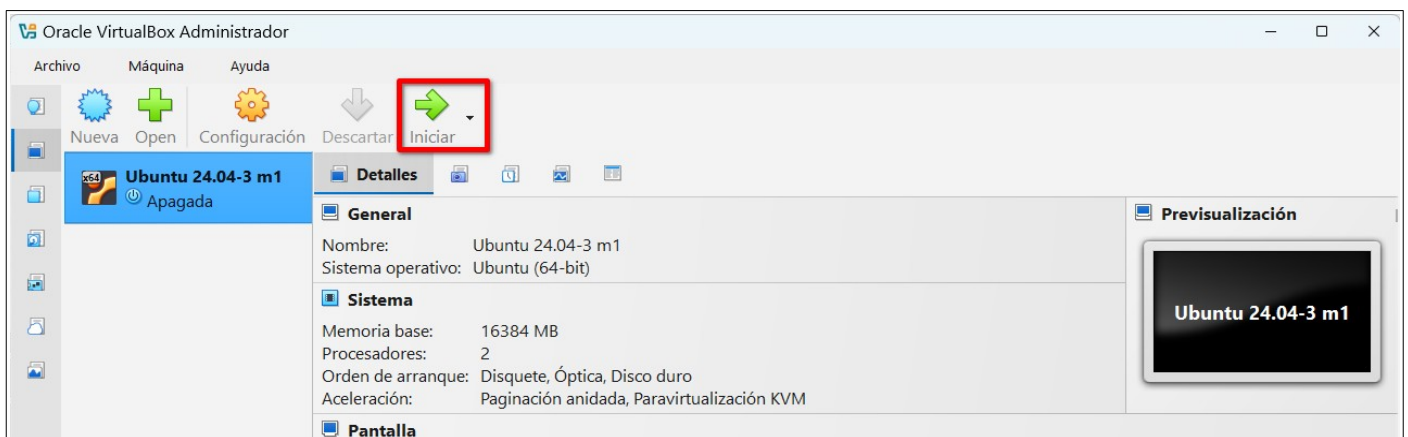 Oracle VirtualBox Administrador
Archivo Máquina Ayuda
Nueva Open Configuración Descartar Iniciar
x64 Ubuntu 24.04-3 m1
Apagada
Detalles
General
Nombre: Ubuntu 24.04-3 m1
Sistema operativo: Ubuntu (64-bit)
Sistema
Memoria base: 16384 MB
Procesadores: 2
Orden de arranque: Disquete, Óptica, Disco duro
Aceleración: Paginación anidada, Paravirtualización KVM
Pantalla
Previsualización
Ubuntu 24.04-3 m1